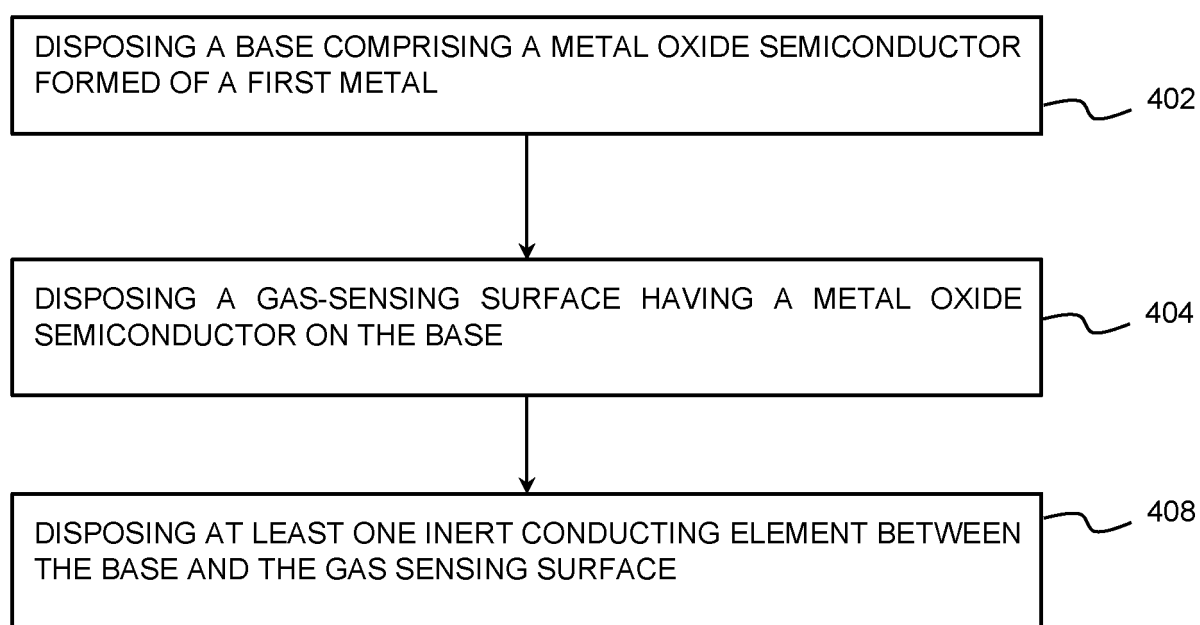 DISPOSING A BASE COMPRISING A METAL OXIDE SEMICONDUCTOR
FORMED OF A FIRST METAL
402
DISPOSING A GAS-SENSING SURFACE HAVING A METAL OXIDE
SEMICONDUCTOR ON THE BASE
404
DISPOSING AT LEAST ONE INERT CONDUCTING ELEMENT BETWEEN
THE BASE AND THE GAS SENSING SURFACE
408